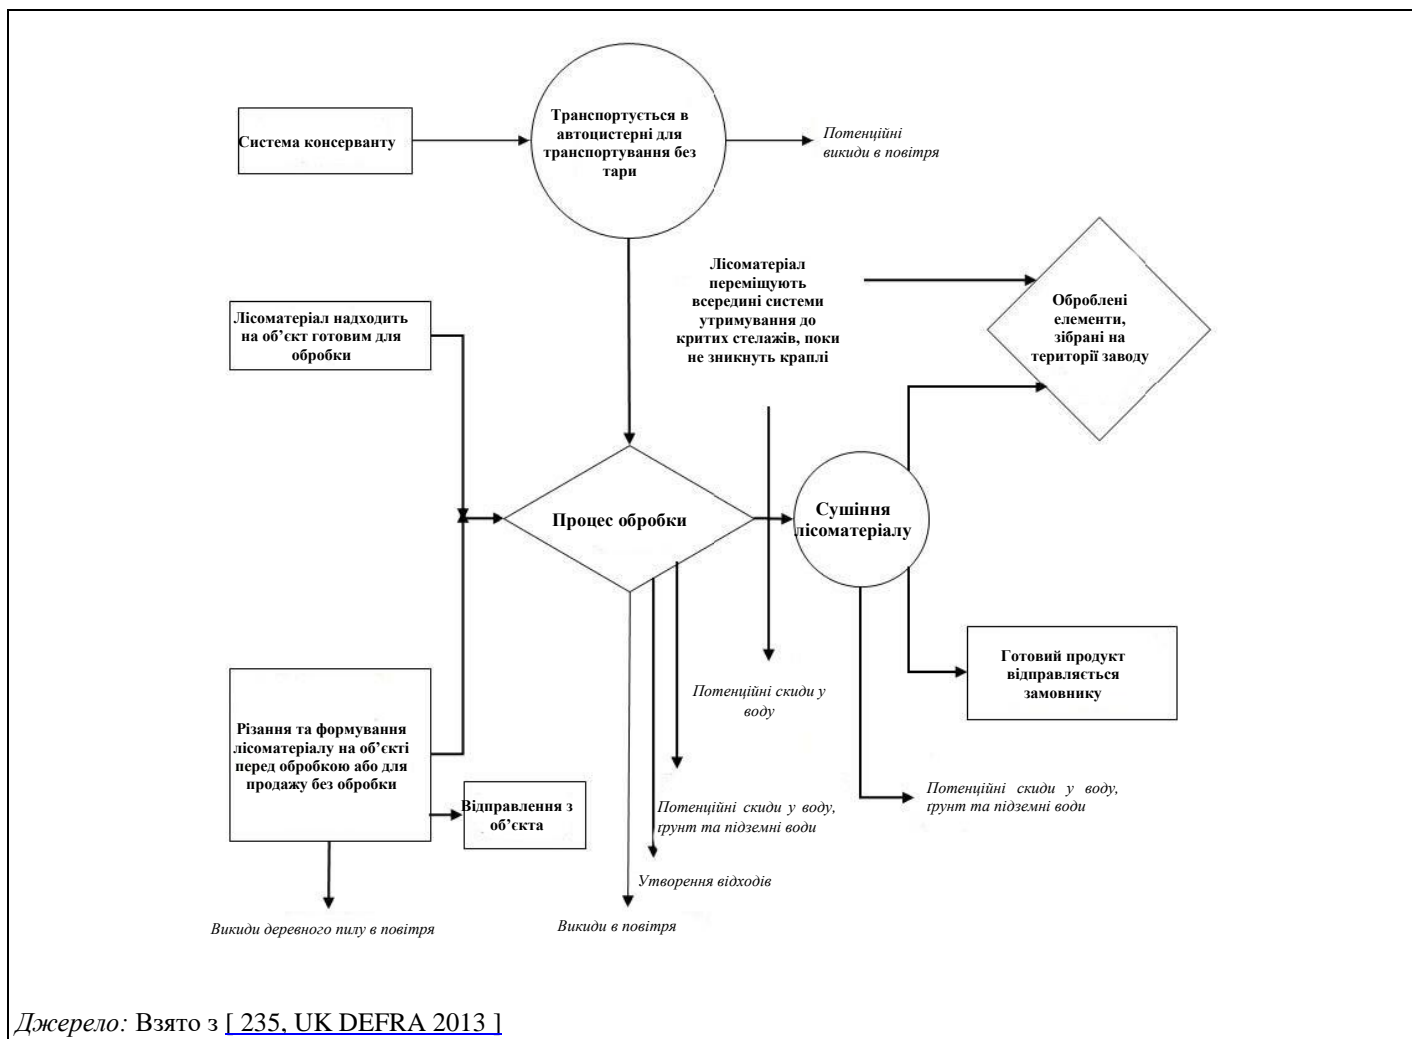 Транспортується в
автоцистерні для
транспортування без
тари
Система консерванту
Потенційні
викиди в повітря
Лісоматеріал
переміщують
всередині системи
утримування до
критих стелажів, поки
не зникнуть краплі
Оброблені
елементи,
зібрані на
території заводу
Лісоматеріал надходить
на об’єкт готовим для
обробки
Процес обробки
Сушіння
лісоматеріалу
Готовий продукт
відправляється
замовнику
Потенційні скиди у
воду
Різання та формування
лісоматеріалу на об’єкті
перед обробкою або для
продажу без обробки
Відправлення з
об’єкта
Потенційні скиди у воду,
ґрунт та підземні води
Потенційні скиди у воду,
ґрунт та підземні води
Утворення відходів
Викиди деревного пилу в повітря
Викиди в повітря
Джерело: Взято з [ 235, UK DEFRA 2013 ]